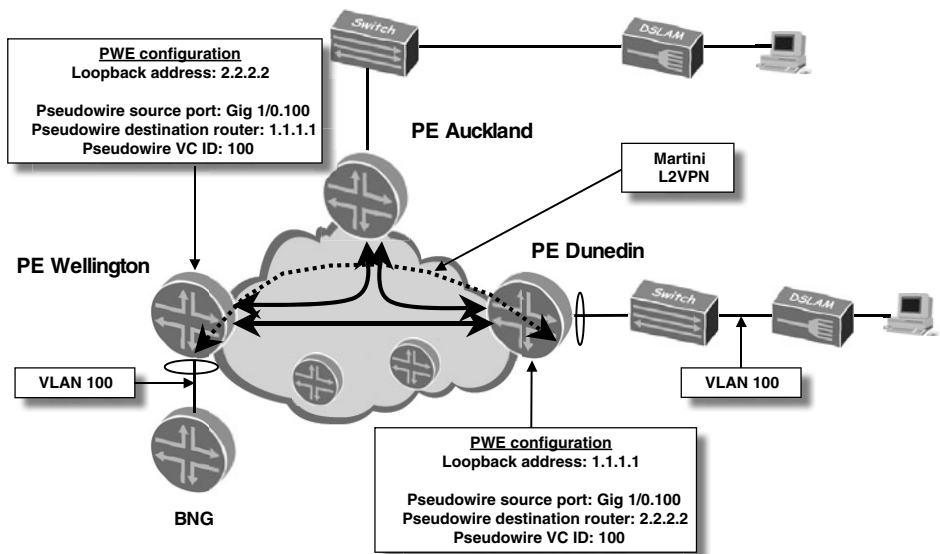 Switch
DSLAM
PWE configuration
Loopback address: 2.2.2.2
Pseudowire source port: Gig 1/0.100
Pseudowire destination router: 1.1.1.1
Pseudowire VC ID: 100
PE Auckland
Martini
L2VPN
PE Wellington
PE Dunedin
Switch
DSLAM
VLAN 100
VLAN 100
BNG
PWE configuration
Loopback address: 1.1.1.1
Pseudowire source port: Gig 1/0.100
Pseudowire destination router: 2.2.2.2
Pseudowire VC ID: 100